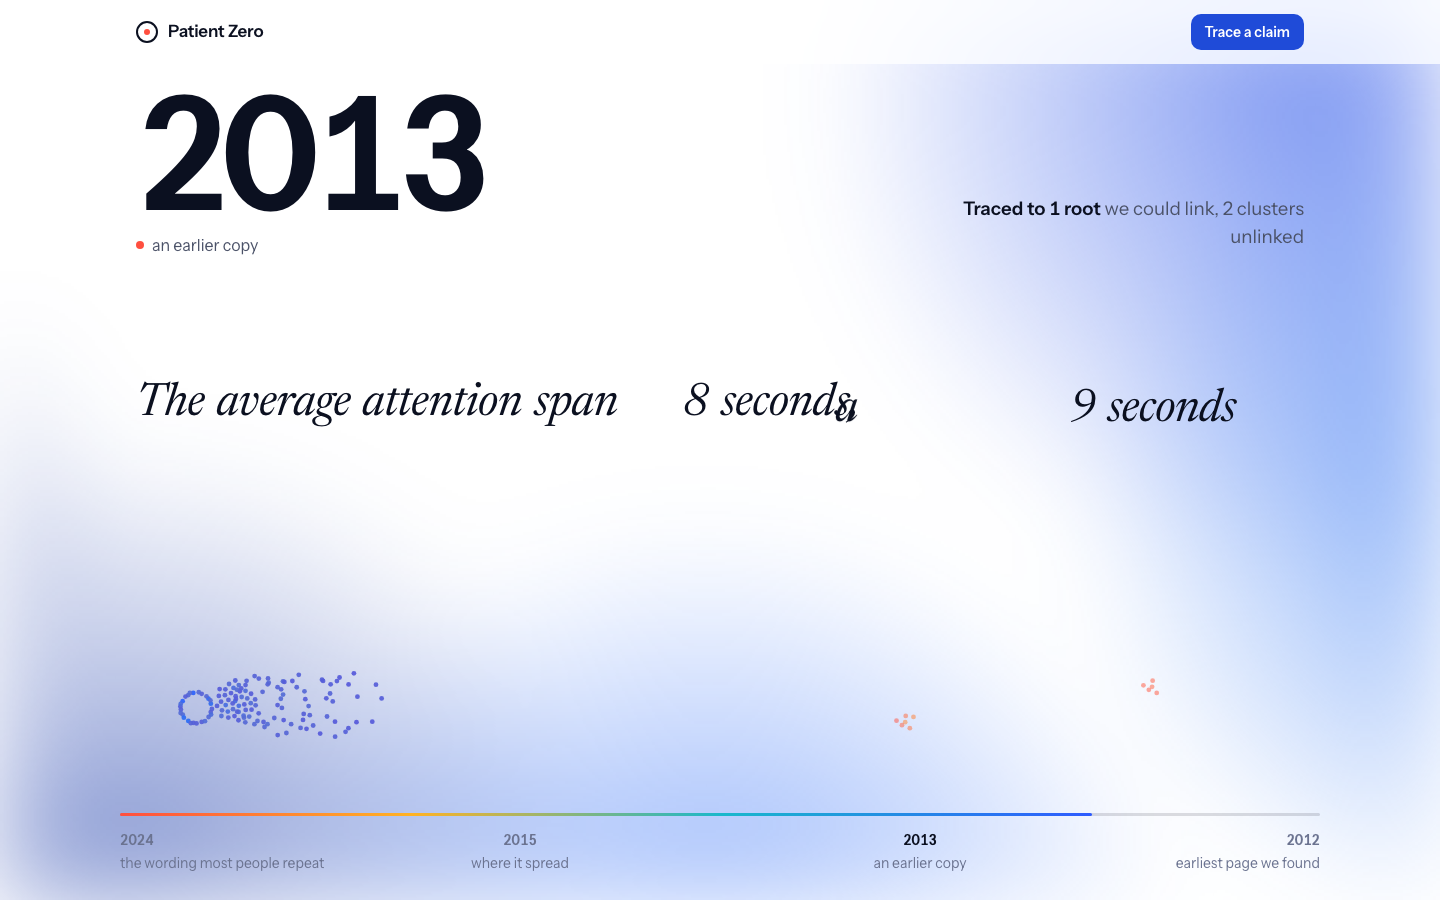 Patient Zero
Trace a claim
2013
an earlier copy
Traced to 1 root we could link, 2 clusters
unlinked
The average attention span 8 seconds, a 9 seconds
2024 2015 2013 2012
the wording most people repeat where it spread an earlier copy earliest page we found